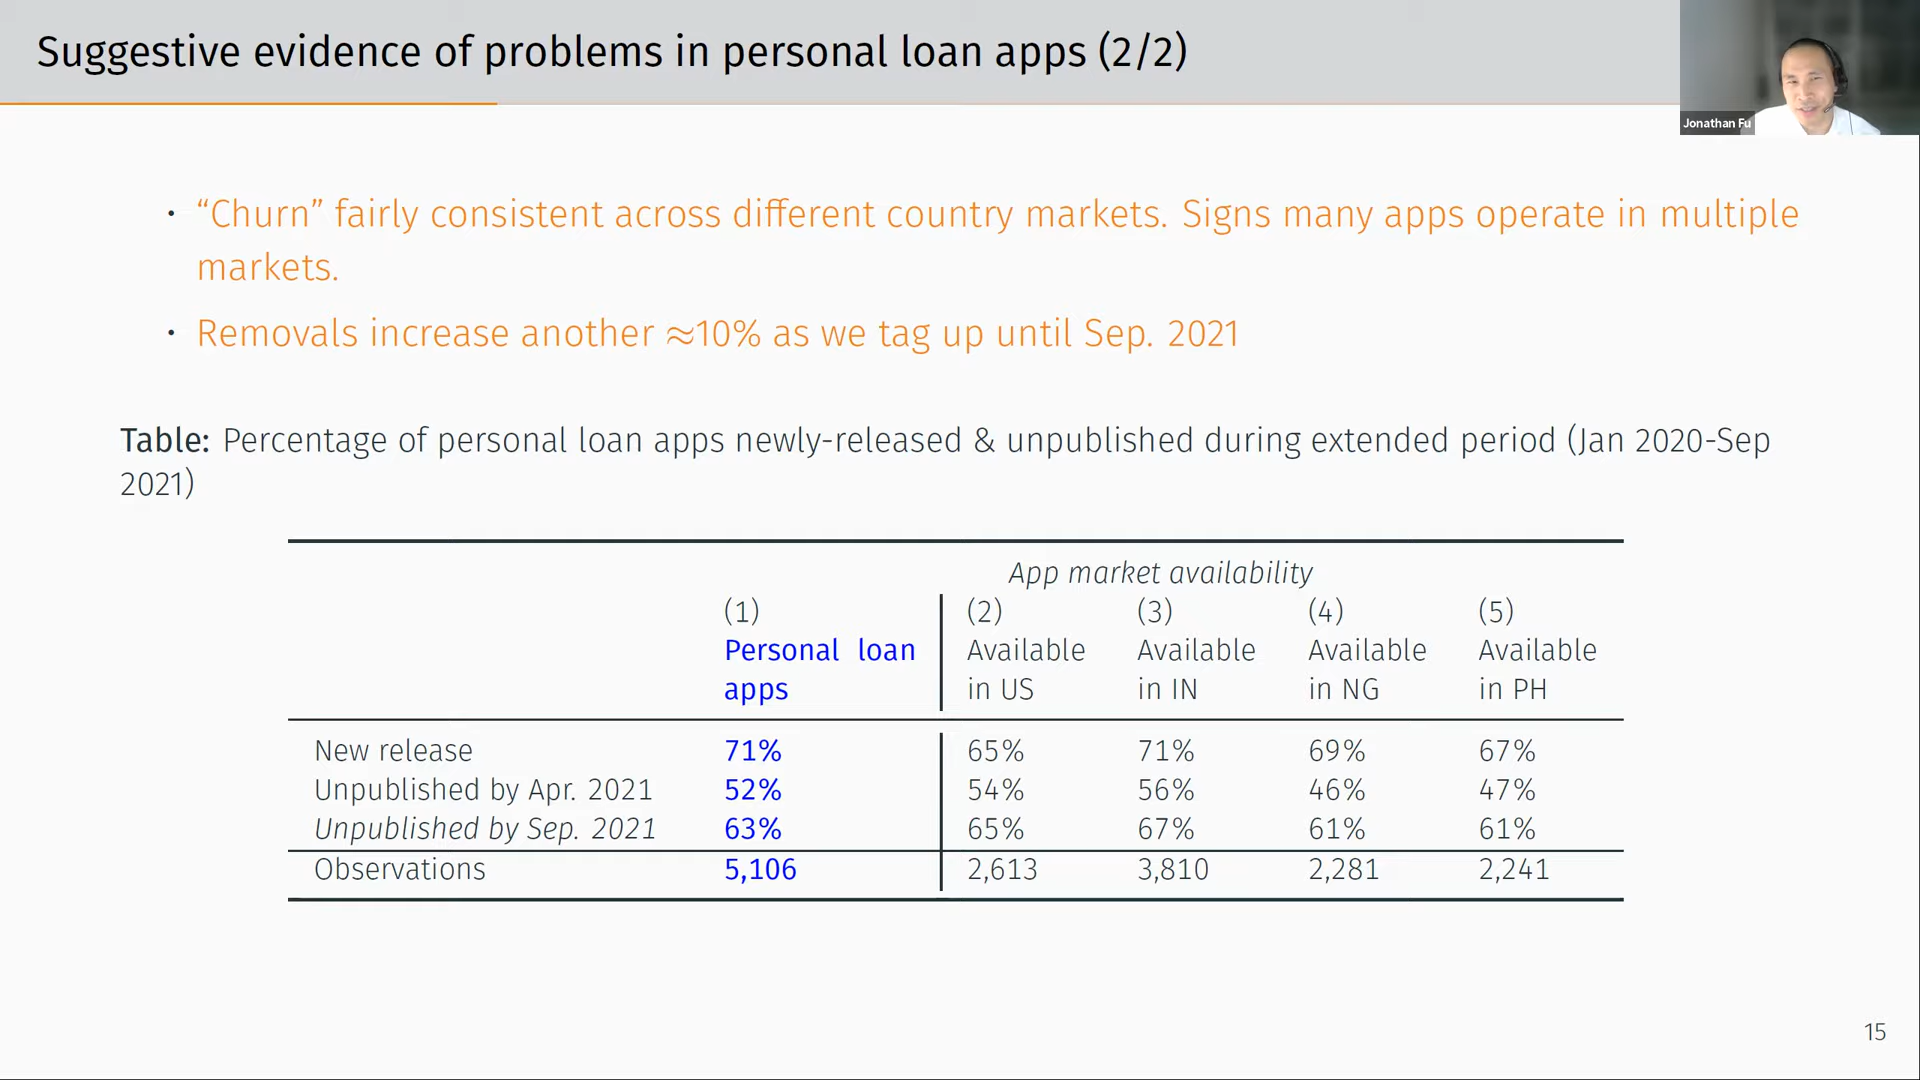 Suggestive evidence of problems in personal loan apps (2/2)
Jonathan Fu
• “Churn” fairly consistent across different country markets. Signs many apps operate in multiple
markets.
• Removals increase another ≈10% as we tag up until Sep. 2021
Table: Percentage of personal loan apps newly-released & unpublished during extended period (Jan 2020-Sep
2021)
App market availability
(1) (2) (3) (4) (5)
Personal loan Available Available Available Available
apps in US in IN in NG in PH
New release 71% 65% 71% 69% 67%
Unpublished by Apr. 2021 52% 54% 56% 46% 47%
Unpublished by Sep. 2021 63% 65% 67% 61% 61%
Observations 5,106 2,613 3,810 2,281 2,241
15